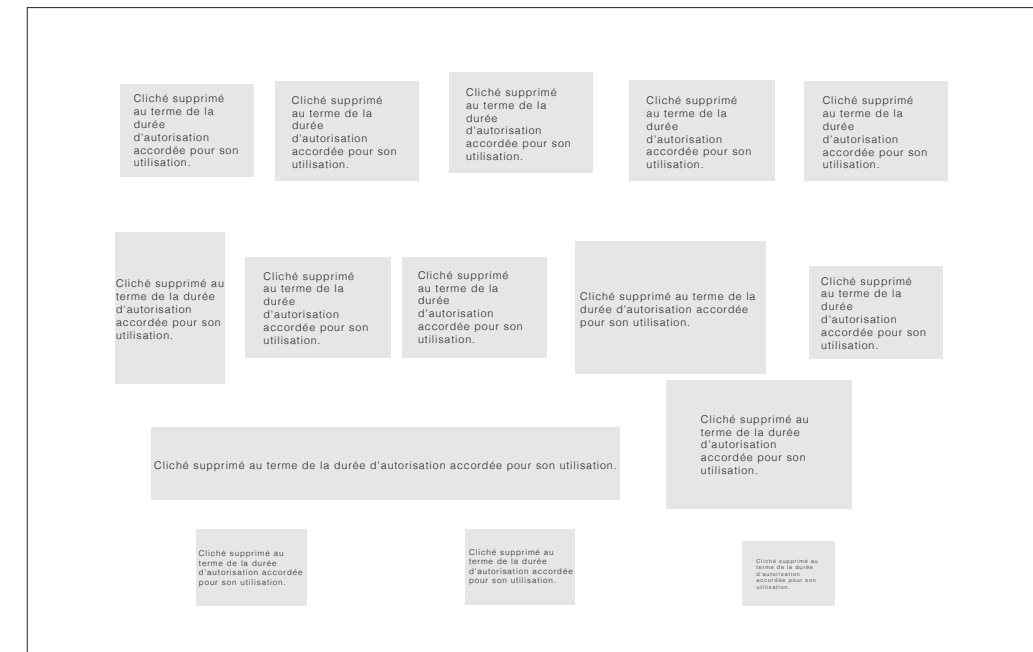 Cliché supprimé
au terme de la
durée
d'autorisation
accordée pour son
utilisation.
Cliché supprimé
au terme de la
durée
d'autorisation
accordée pour son
utilisation.
Cliché supprimé
au terme de la
durée
d'autorisation
accordée pour son
utilisation.
Cliché supprimé
au terme de la
durée
d'autorisation
accordée pour son
utilisation.
Cliché supprimé
au terme de la
durée
d'autorisation
accordée pour son
utilisation.
Cliché supprimé au
terme de la durée
d'autorisation
accordée pour son
utilisation.
Cliché supprimé
au terme de la
durée
d'autorisation
accordée pour son
utilisation.
Cliché supprimé
au terme de la
durée
d'autorisation
accordée pour son
utilisation.
Cliché supprimé au terme de la
durée d'autorisation accordée
pour son utilisation.
Cliché supprimé
au terme de la
durée
d'autorisation
accordée pour son
utilisation.
Cliché supprimé au terme de la durée d'autorisation accordée pour son utilisation.
Cliché supprimé au
terme de la durée
d'autorisation
accordée pour son
utilisation.
Cliché supprimé au
terme de la durée
d'autorisation accordée
pour son utilisation.
Cliché supprimé au
terme de la durée
d'autorisation accordée
pour son utilisation.
Cliché supprimé au
terme de la durée
d'autorisation
accordée pour son
utilisation.